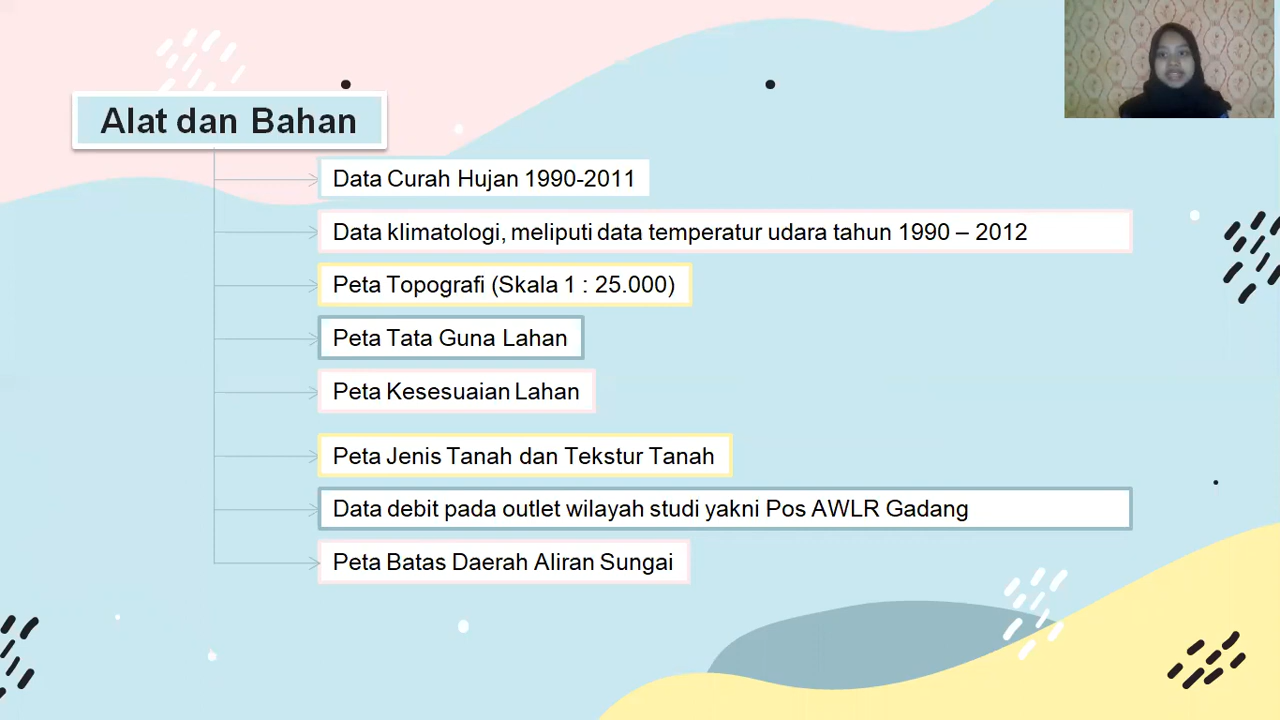 Alat dan Bahan
Data Curah Hujan 1990-2011
Data klimatologi, meliputi data temperatur udara tahun 1990 – 2012
Peta Topografi (Skala 1 : 25.000)
Peta Tata Guna Lahan
Peta Kesesuaian Lahan
Peta Jenis Tanah dan Tekstur Tanah
Data debit pada outlet wilayah studi yakni Pos AWLR Gadang
Peta Batas Daerah Aliran Sungai